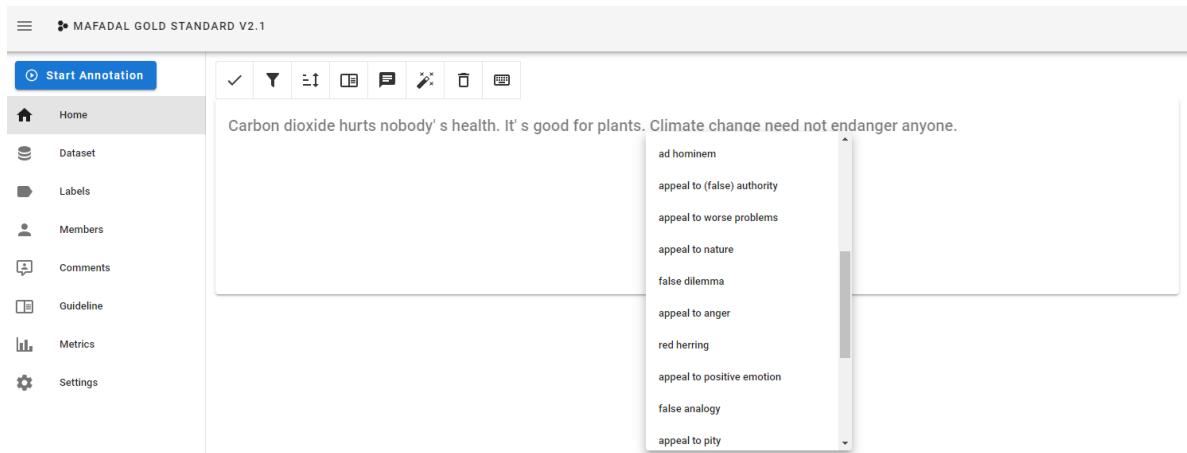 MAFADAL GOLD STANDARD V2.1
Start Annotation
Home
Dataset
Labels
Members
Comments
Guideline
Metrics
Settings
Carbon dioxide hurts nobody' s health. It' s good for plants. Climate change need not endanger anyone.
ad hominem
appeal to (false) authority
appeal to worse problems
appeal to nature
false dilemma
appeal to anger
red herring
appeal to positive emotion
false analogy
appeal to pity